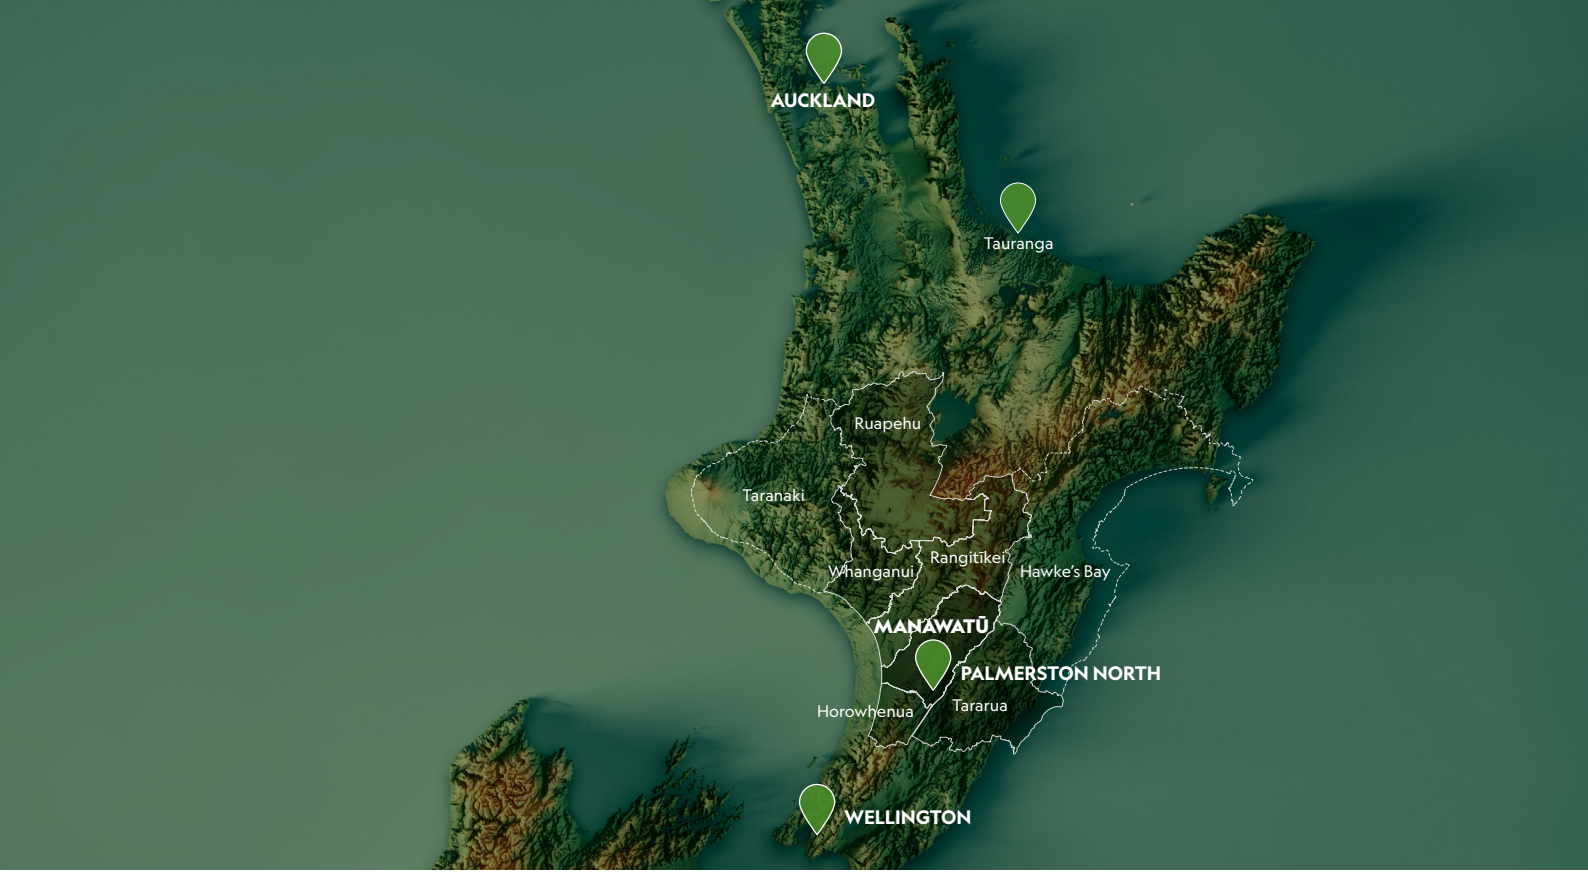 AUCKLAND
Tauranga
Ruapehu
Taranaki
Rangitīkei
Whanganui
Hawke's Bay
MANAWATŪ
PALMERSTON NORTH
Tararua
Horowhenua
WELLINGTON